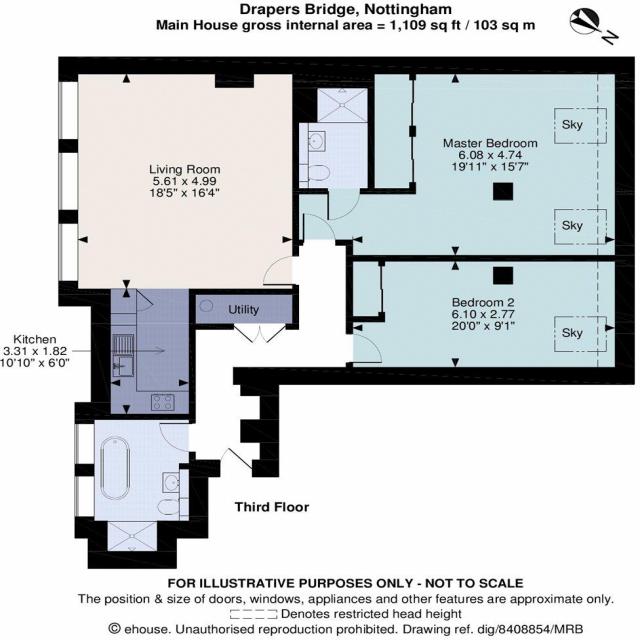 Drapers Bridge, Nottingham
Main House gross internal area = 1,109 sq ft / 103 sq m
N
Living Room
5.61 x 4.99
18'5" x 16'4"
Master Bedroom
6.08 x 4.74
19'11" x 15'7"
Sky
Sky
Utility
Bedroom 2
6.10 x 2.77
20'0" x 9'1"
Sky
Kitchen
3.31 x 1.82
10'10" x 6'0"
Third Floor
FOR ILLUSTRATIVE PURPOSES ONLY - NOT TO SCALE
The position & size of doors, windows, appliances and other features are approximate only.
Denotes restricted head height
© ehouse. Unauthorised reproduction prohibited. Drawing ref. dig/8408854/MRB